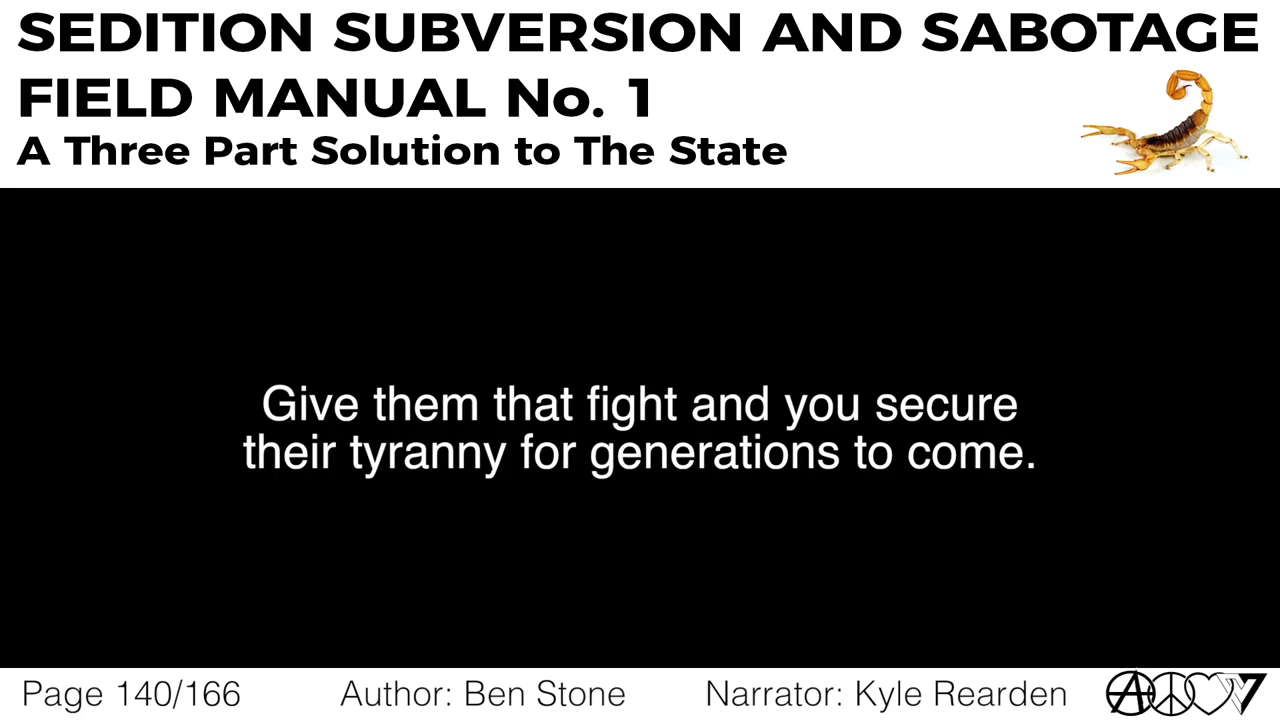 SEDITION SUBVERSION AND SABOTAGE
FIELD MANUAL No. 1
A Three Part Solution to The State
Give them that fight and you secure
their tyranny for generations to come.
Page 140/166 Author: Ben Stone Narrator: Kyle Rearden